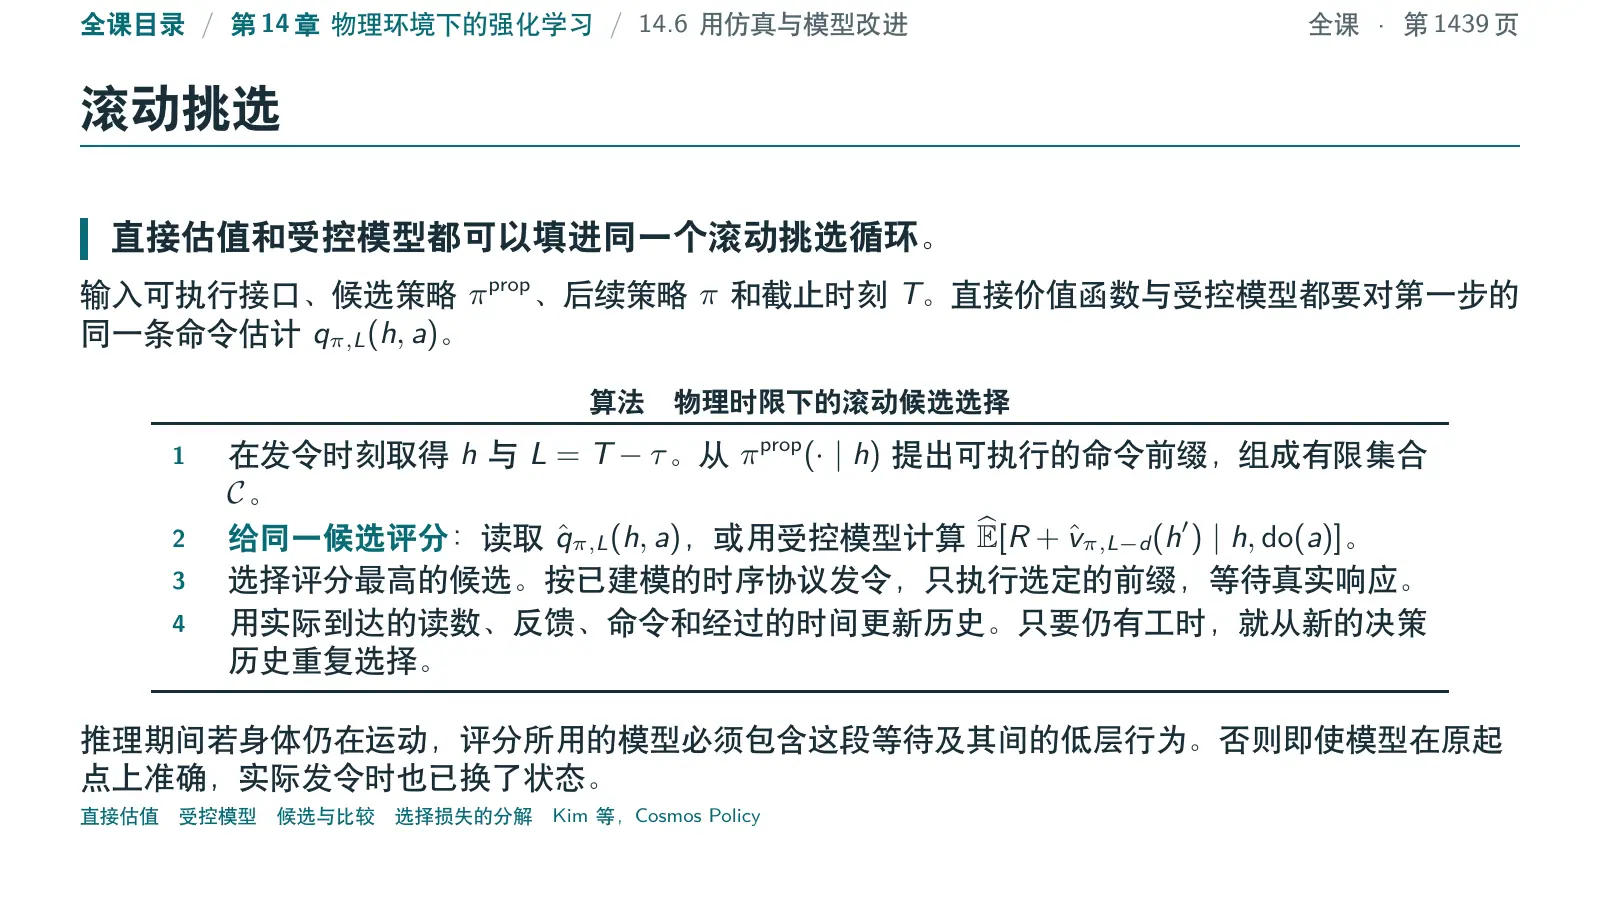 全课目录 / 第 14 章 物理环境下的强化学习 / 14.6 用仿真与模型改进 全课 · 第 1439 页
滚动挑选
直接估值和受控模型都可以填进同一个滚动挑选循环。
输入可执行接口、候选策略 π^prop、后续策略 π 和截止时刻 T。直接价值函数与受控模型都要对第一步的
同一条命令估计 q_{π,L}(h, a)。
算法 物理时限下的滚动候选选择
1 在发令时刻取得 h 与 L = T − τ。从 π^prop(· | h) 提出可执行的命令前缀，组成有限集合
𝒞。
2 给同一候选评分：读取 q̂_{π,L}(h, a)，或用受控模型计算 𝔼̂[R + v̂_{π,L−d}(h′) | h, do(a)]。
3 选择评分最高的候选。按已建模的时序协议发令，只执行选定的前缀，等待真实响应。
4 用实际到达的读数、反馈、命令和经过的时间更新历史。只要仍有工时，就从新的决策
历史重复选择。
推理期间若身体仍在运动，评分所用的模型必须包含这段等待及其间的低层行为。否则即使模型在原起
点上准确，实际发令时也已换了状态。
直接估值 受控模型 候选与比较 选择损失的分解 Kim 等，Cosmos Policy